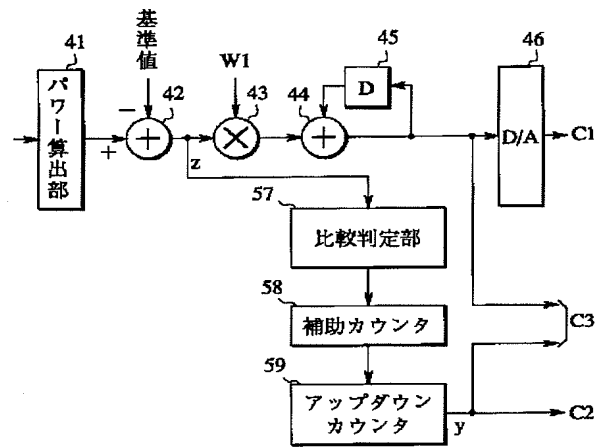 基準値
41
パワー算出部
−
+
42
+
z
W1
43
×
44
+
45
D
46
D/A
C1
57
比較判定部
58
補助カウンタ
59
アップダウン
カウンタ
y
C3
C2